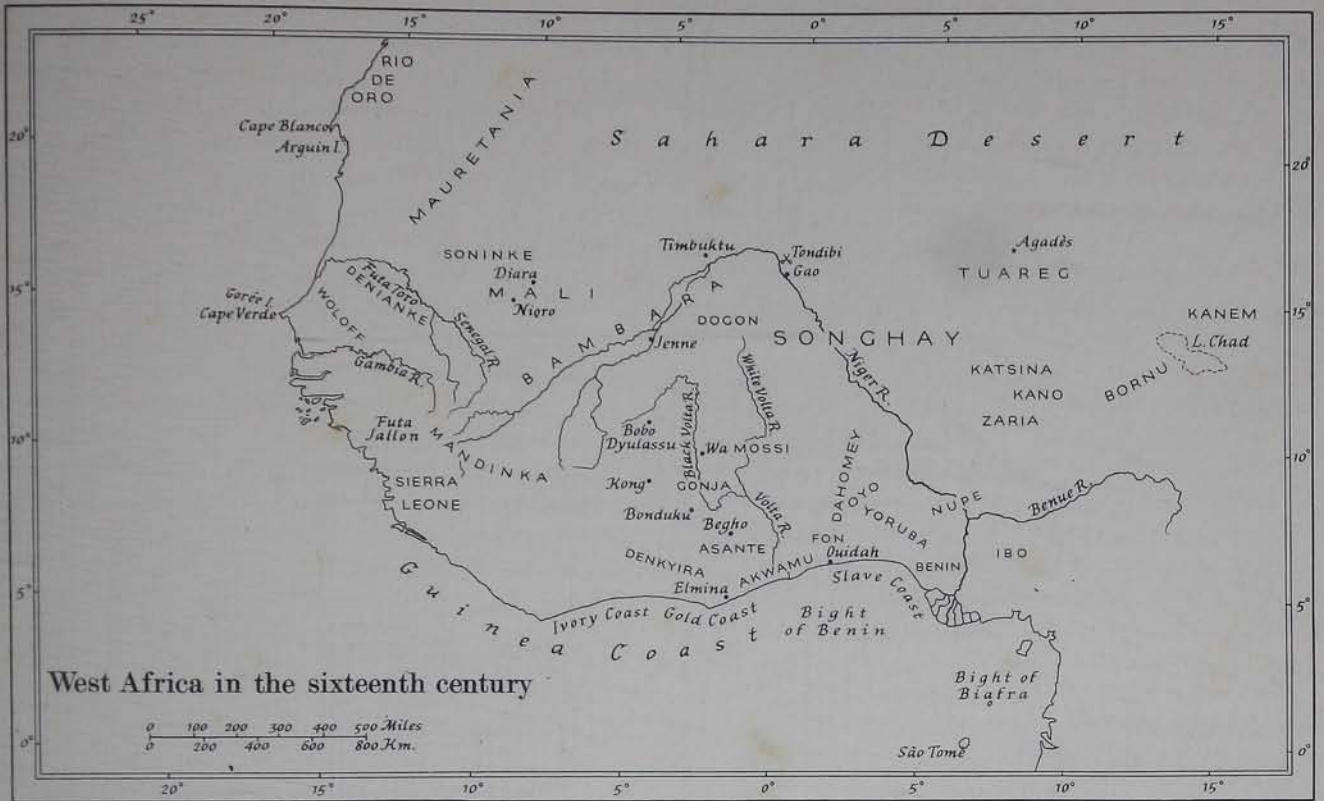 25° 20° 15° 10° 5° 0° 5° 10° 15°
RIO
DE
ORO
MAURETANIA
Sahara Desert
20°
20°
Cape Blanco
Arguin I.
SONINKE
Diara
MALI
Nioro
Timbuktu
Tondibi
Gao
Agadès
TUAREG
15°
15°
Futa Toro
DENIANKE
Gorée I.
Cape Verde
WOLOFF
Senegal R.
BAMBARA
DOGON
SONGHAY
Jenne
KANEM
L. Chad
Gambia R.
White Volta R.
Niger R.
KATSINA
KANO
ZARIA
BORNU
10°
10°
Futa
Jallon
MANDINKA
Bobo
Dyulassu
Black Volta R.
Wa
MOSSI
SIERRA
LEONE
Kong
GONJA
DAHOMEY
OYO
YORUBA
NUPE
Benue R.
Bonduku
Begho
Volta R.
ASANTE
FON
Ouidah
IBO
DENKYIRA
AKWAMU
BENIN
Elmina
Slave Coast
5°
5°
Guinea Coast
Ivory Coast
Gold Coast
Bight
of Benin
West Africa in the sixteenth century
Bight of
Biafra
0 100 200 300 400 500 Miles
0 200 400 600 800 Km.
0°
0°
São Tomé
20° 15° 10° 5° 0° 5° 10° 15°